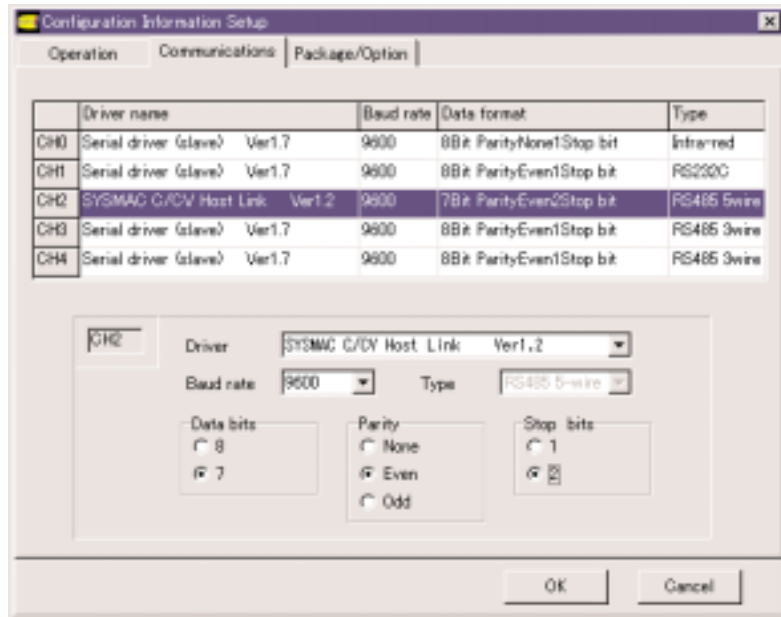 Configuration Information Setup
Operation Communications Package/Option
Driver name Baud rate Data format Type
CH0 Serial driver (slave) Ver1.7 9600 8Bit ParityNone1Stop bit Infra-red
CH1 Serial driver (slave) Ver1.7 9600 8Bit ParityEven1Stop bit RS232C
CH2 SYSMAC C/CV Host Link Ver1.2 9600 7Bit ParityEven2Stop bit RS485 5wire
CH3 Serial driver (slave) Ver1.7 9600 8Bit ParityEven1Stop bit RS485 3wire
CH4 Serial driver (slave) Ver1.7 9600 8Bit ParityEven1Stop bit RS485 3wire
CH2
Driver SYSMAC C/CV Host Link Ver1.2
Baud rate 9600 Type RS485 5-wire
Data bits Parity Stop bits
8 None 1
7 Even 2
Odd
OK Cancel